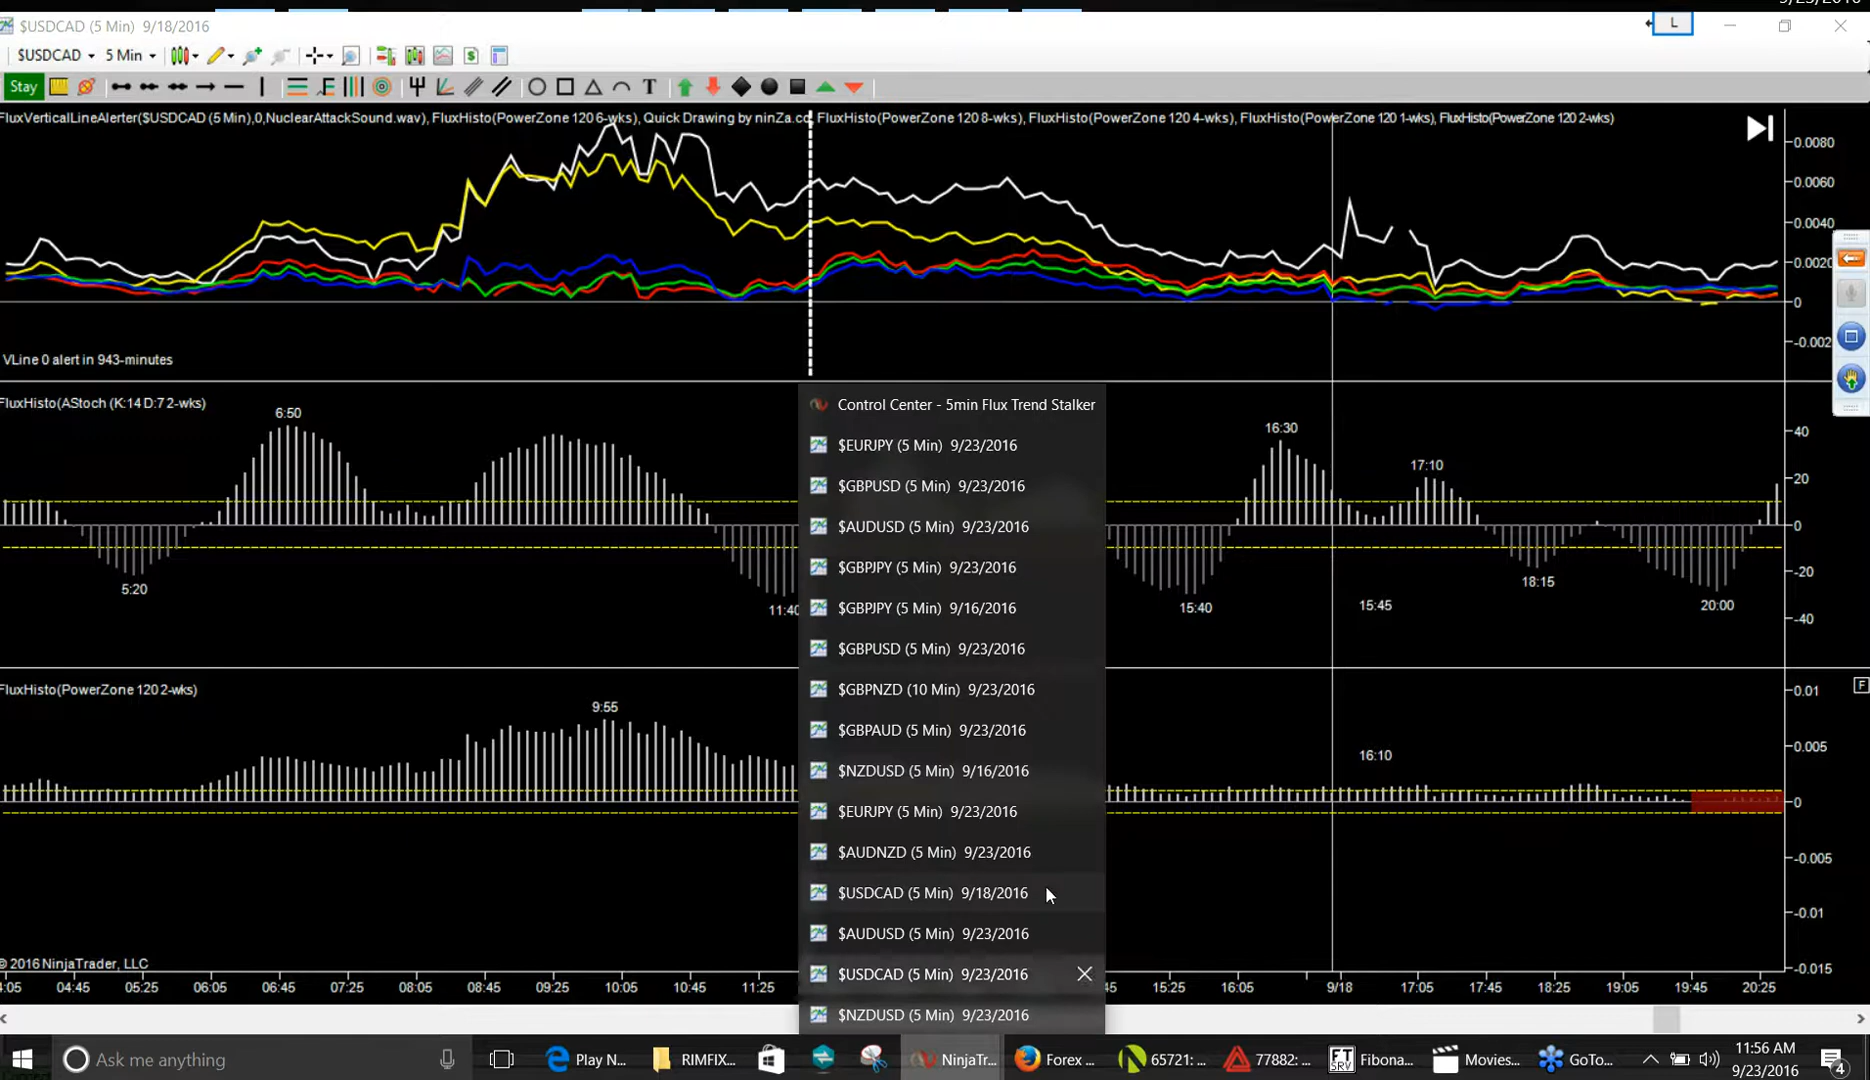 $USDCAD (5 Min) 9/18/2016
L
$USDCAD 5 Min
Stay
T
FluxVerticalLineAlerter($USDCAD (5 Min),0,NuclearAttackSound.wav), FluxHisto(PowerZone 120 6-wks), Quick Drawing by ninZa.co, FluxHisto(PowerZone 120 8-wks), FluxHisto(PowerZone 120 4-wks), FluxHisto(PowerZone 120 1-wks), FluxHisto(PowerZone 120 2-wks)
0.0080
0.0060
0.0040
0.0020
0
-0.002
VLine 0 alert in 943-minutes
FluxHisto(AStoch (K:14 D:7 2-wks)
6:50
5:20
11:40
15:40
16:30
17:10
15:45
18:15
20:00
40
20
0
-20
-40
FluxHisto(PowerZone 120 2-wks)
9:55
16:10
F
0.01
0.005
0
-0.005
-0.01
-0.015
Control Center - 5min Flux Trend Stalker
$EURJPY (5 Min) 9/23/2016
$GBPUSD (5 Min) 9/23/2016
$AUDUSD (5 Min) 9/23/2016
$GBPJPY (5 Min) 9/23/2016
$GBPJPY (5 Min) 9/16/2016
$GBPUSD (5 Min) 9/23/2016
$GBPNZD (10 Min) 9/23/2016
$GBPAUD (5 Min) 9/23/2016
$NZDUSD (5 Min) 9/16/2016
$EURJPY (5 Min) 9/23/2016
$AUDNZD (5 Min) 9/23/2016
$USDCAD (5 Min) 9/18/2016
$AUDUSD (5 Min) 9/23/2016
$USDCAD (5 Min) 9/23/2016
$NZDUSD (5 Min) 9/23/2016
© 2016 NinjaTrader, LLC
4:05 04:45 05:25 06:05 06:45 07:25 08:05 08:45 09:25 10:05 10:45 11:25 45 15:25 16:05 9/18 17:05 17:45 18:25 19:05 19:45 20:25
Ask me anything
Play N...
RIMFIX...
NinjaTr...
Forex ...
65721: ...
77882: ...
FT SRV
Fibona...
Movies...
GoTo...
11:56 AM
9/23/2016
4